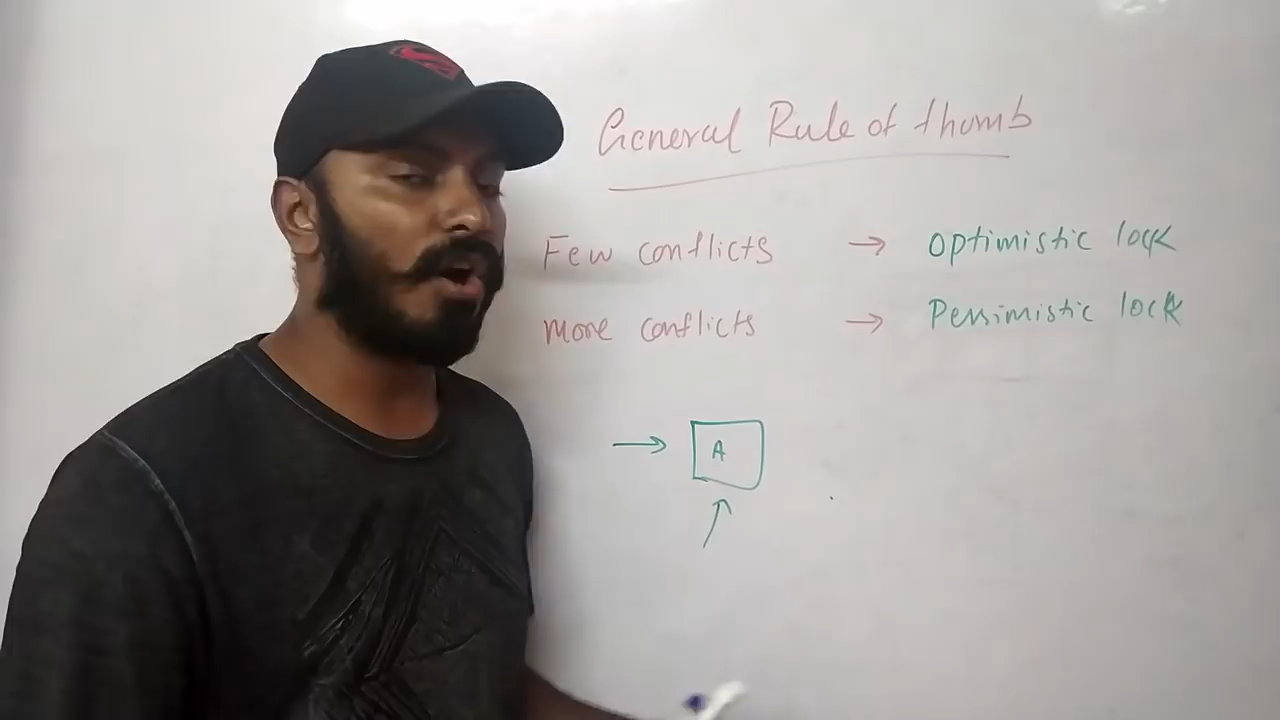 General Rule of thumb
Few conflicts → Optimistic lock
More conflicts → Pessimistic lock
→ A
↑